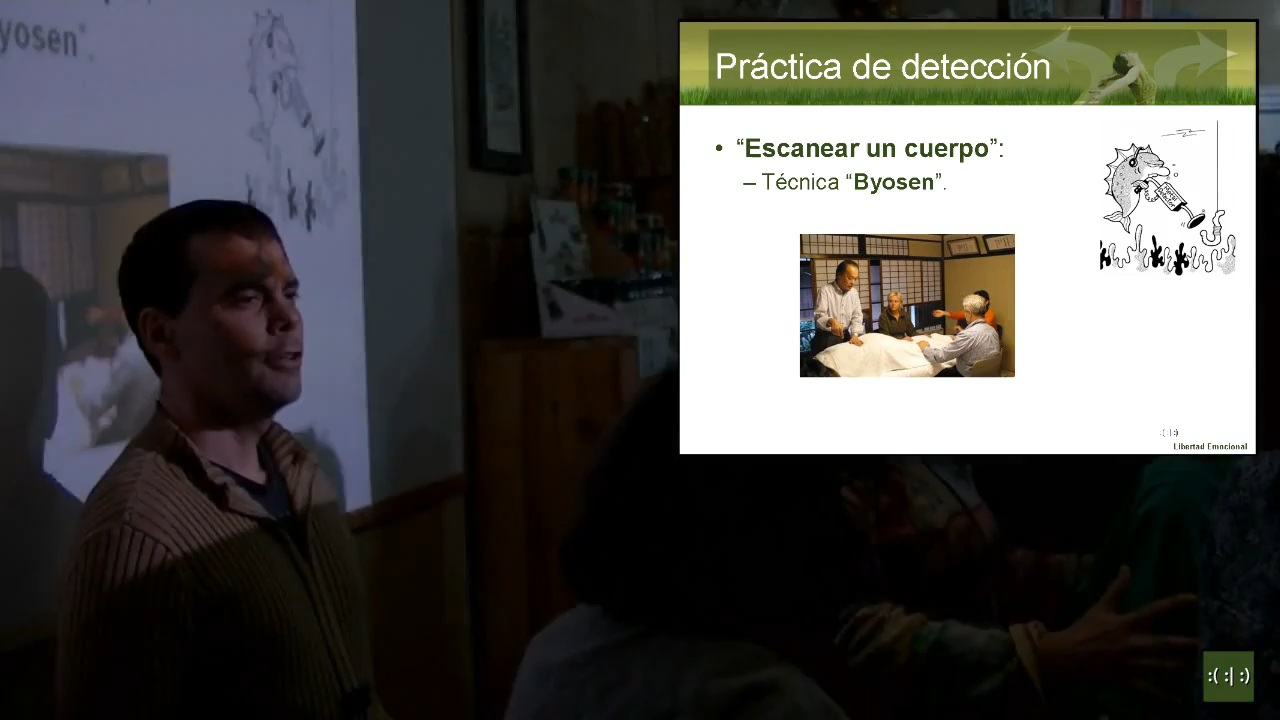 yosen”.
Práctica de detección
• “Escanear un cuerpo”:
– Técnica “Byosen”.
:(:|:)
Libertad Emocional
:( :| :)